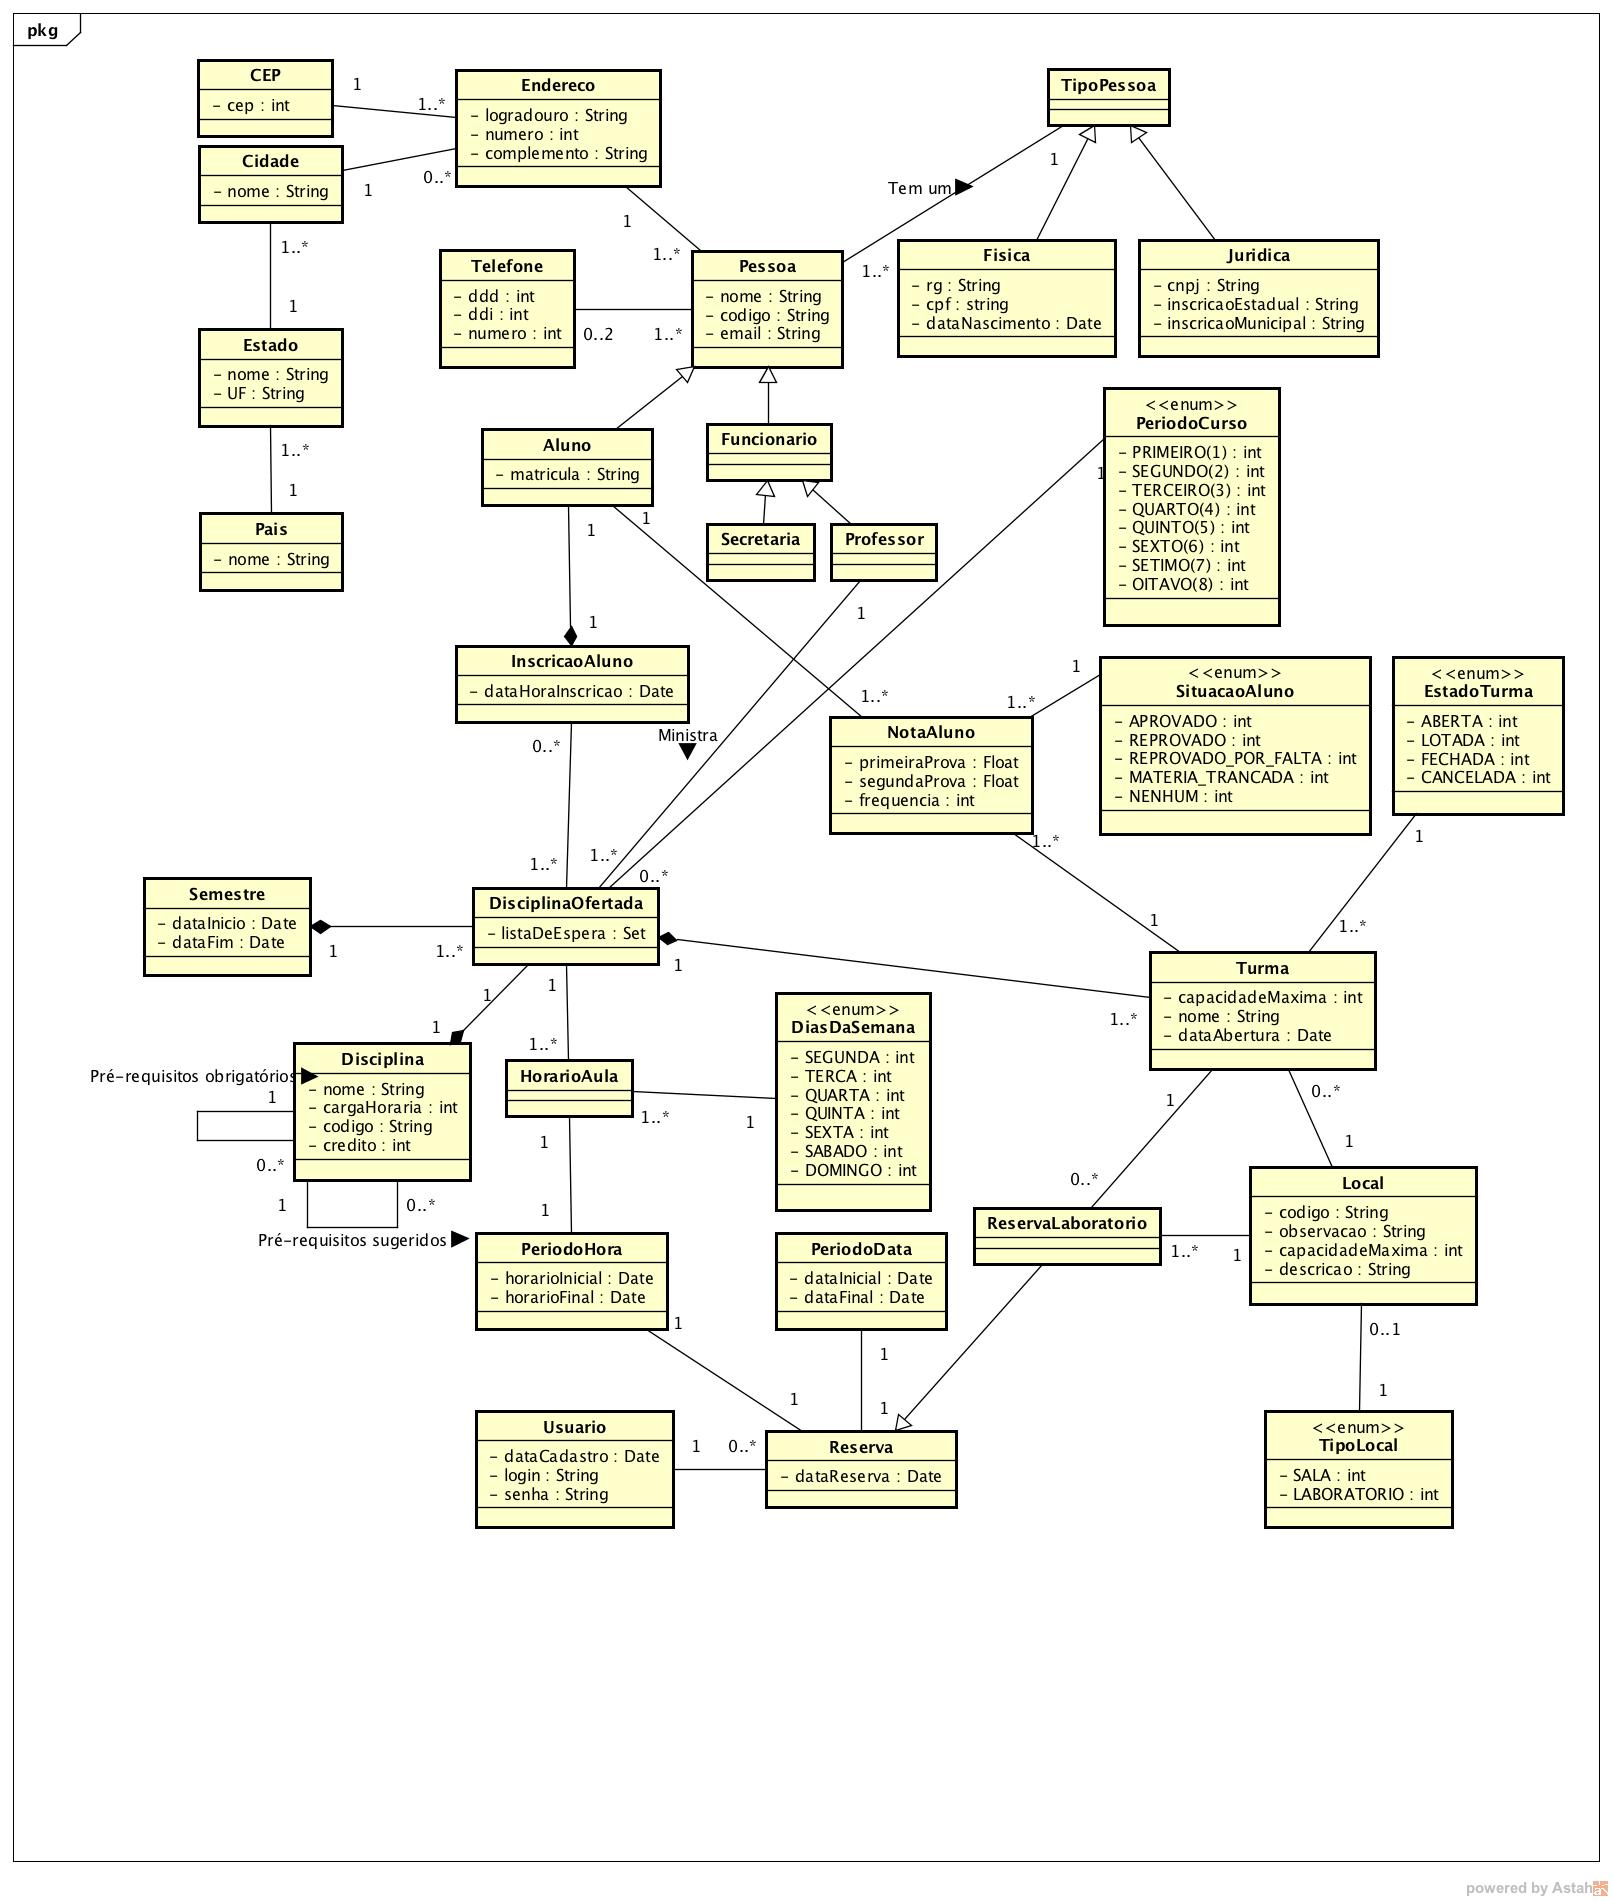 pkg
CEP
- cep : int
1
1..*
Endereco
- logradouro : String
- numero : int
- complemento : String
TipoPessoa
Cidade
- nome : String
1
0..*
1
1..*
Tem um
1
1..*
Fisica
- rg : String
- cpf : string
- dataNascimento : Date
Juridica
- cnpj : String
- inscricaoEstadual : String
- inscricaoMunicipal : String
1..*
1
Telefone
- ddd : int
- ddi : int
- numero : int
0..2
1..*
Pessoa
- nome : String
- codigo : String
- email : String
Estado
- nome : String
- UF : String
1..*
1
Pais
- nome : String
Aluno
- matricula : String
Funcionario
Secretaria
Professor
<<enum>>
PeriodoCurso
- PRIMEIRO(1) : int
- SEGUNDO(2) : int
- TERCEIRO(3) : int
- QUARTO(4) : int
- QUINTO(5) : int
- SEXTO(6) : int
- SETIMO(7) : int
- OITAVO(8) : int
1
1
1
1
1
InscricaoAluno
- dataHoraInscricao : Date
0..*
1..*
Ministra
1..*
0..*
1..*
NotaAluno
- primeiraProva : Float
- segundaProva : Float
- frequencia : int
1
1..*
<<enum>>
SituacaoAluno
- APROVADO : int
- REPROVADO : int
- REPROVADO_POR_FALTA : int
- MATERIA_TRANCADA : int
- NENHUM : int
<<enum>>
EstadoTurma
- ABERTA : int
- LOTADA : int
- FECHADA : int
- CANCELADA : int
1..*
1
1
1..*
Semestre
- dataInicio : Date
- dataFim : Date
1
1..*
DisciplinaOfertada
- listaDeEspera : Set
1
1..*
Turma
- capacidadeMaxima : int
- nome : String
- dataAbertura : Date
1
1
1
1..*
Disciplina
- nome : String
- cargaHoraria : int
- codigo : String
- credito : int
Pré-requisitos obrigatórios
1
0..*
1
0..*
Pré-requisitos sugeridos
HorarioAula
1..*
1
<<enum>>
DiasDaSemana
- SEGUNDA : int
- TERCA : int
- QUARTA : int
- QUINTA : int
- SEXTA : int
- SABADO : int
- DOMINGO : int
1
1
1
0..*
0..*
1
ReservaLaboratorio
1..*
1
Local
- codigo : String
- observacao : String
- capacidadeMaxima : int
- descricao : String
PeriodoHora
- horarioInicial : Date
- horarioFinal : Date
PeriodoData
- dataInicial : Date
- dataFinal : Date
1
1
1
1
0..1
1
Usuario
- dataCadastro : Date
- login : String
- senha : String
1
0..*
Reserva
- dataReserva : Date
<<enum>>
TipoLocal
- SALA : int
- LABORATORIO : int
powered by Astah